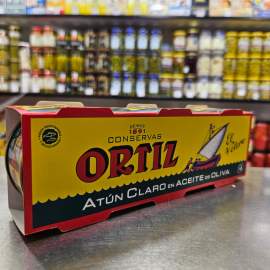 DESDE
1891
CONSERVAS
ORTIZ
El Velero
ATÚN CLARO EN ACEITE DE OLIVA